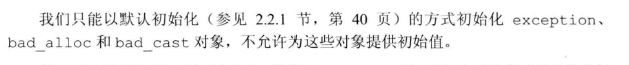 我们只能以默认初始化（参见 2.2.1 节，第 40 页）的方式初始化 exception、
bad_alloc 和 bad_cast 对象，不允许为这些对象提供初始值。